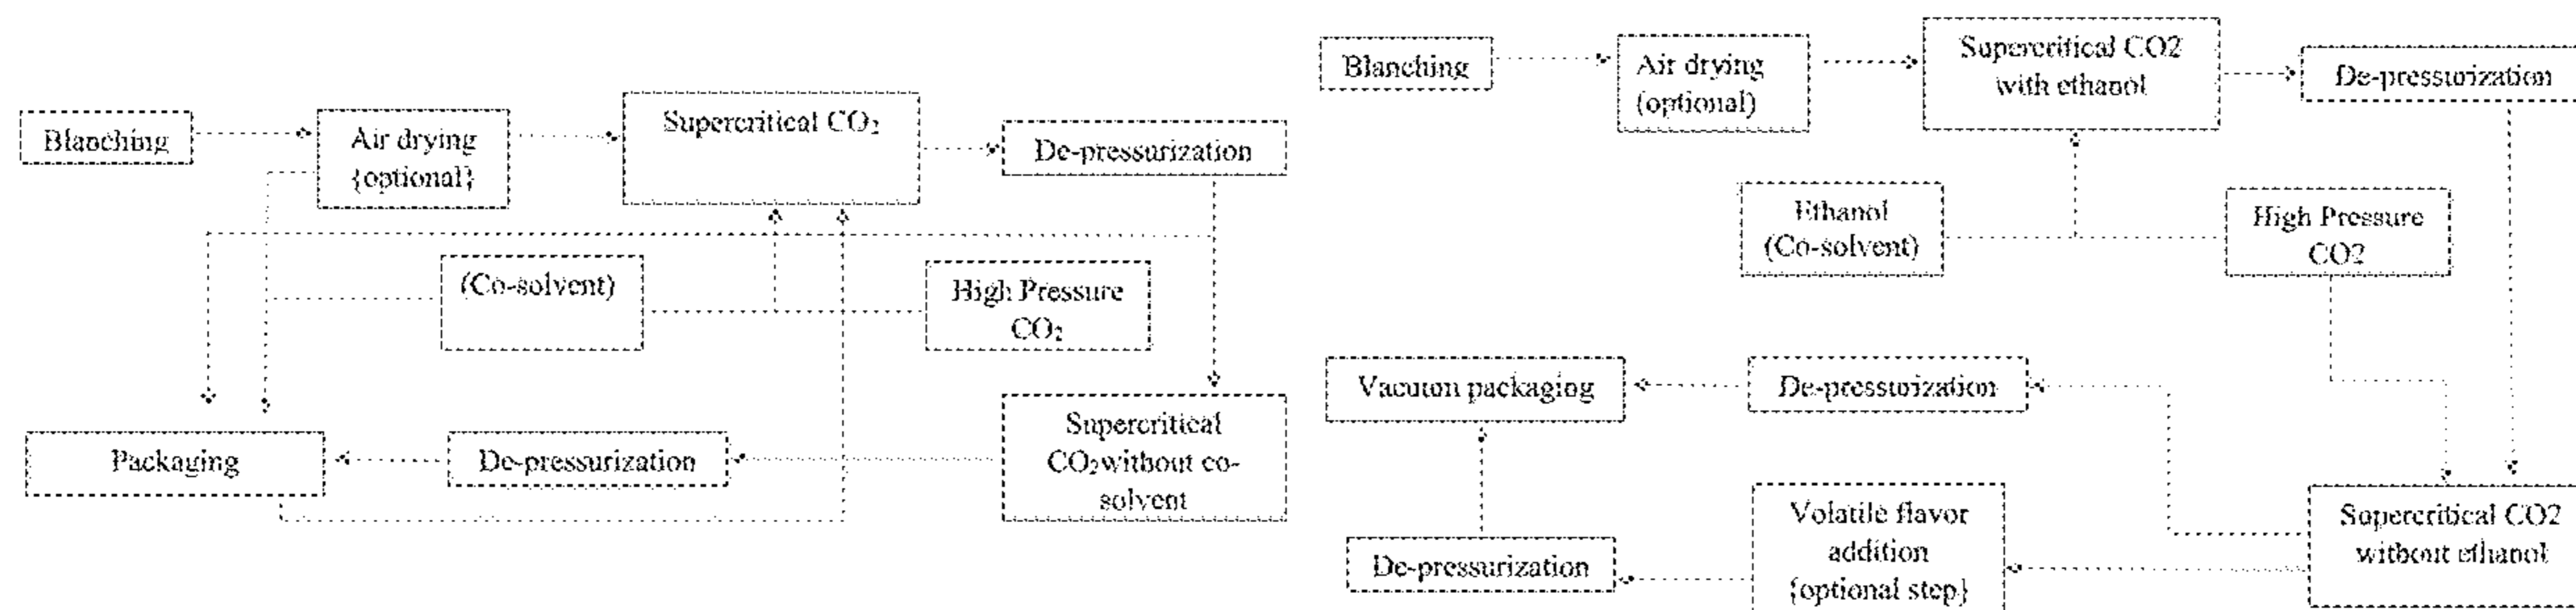 Blanching
Air drying
{optional}
Supercritical CO₂
De-pressurization
(Co-solvent)
High Pressure
CO₂
Packaging
De-pressurization
Supercritical
CO₂without co-
solvent
Blanching
Air drying
(optional)
Supercritical CO2
with ethanol
De-pressurization
Ethanol
(Co-solvent)
High Pressure
CO2
Vacuum packaging
De-pressurization
De-pressurization
Volatile flavor
addition
{optional step}
Supercritical CO2
without ethanol